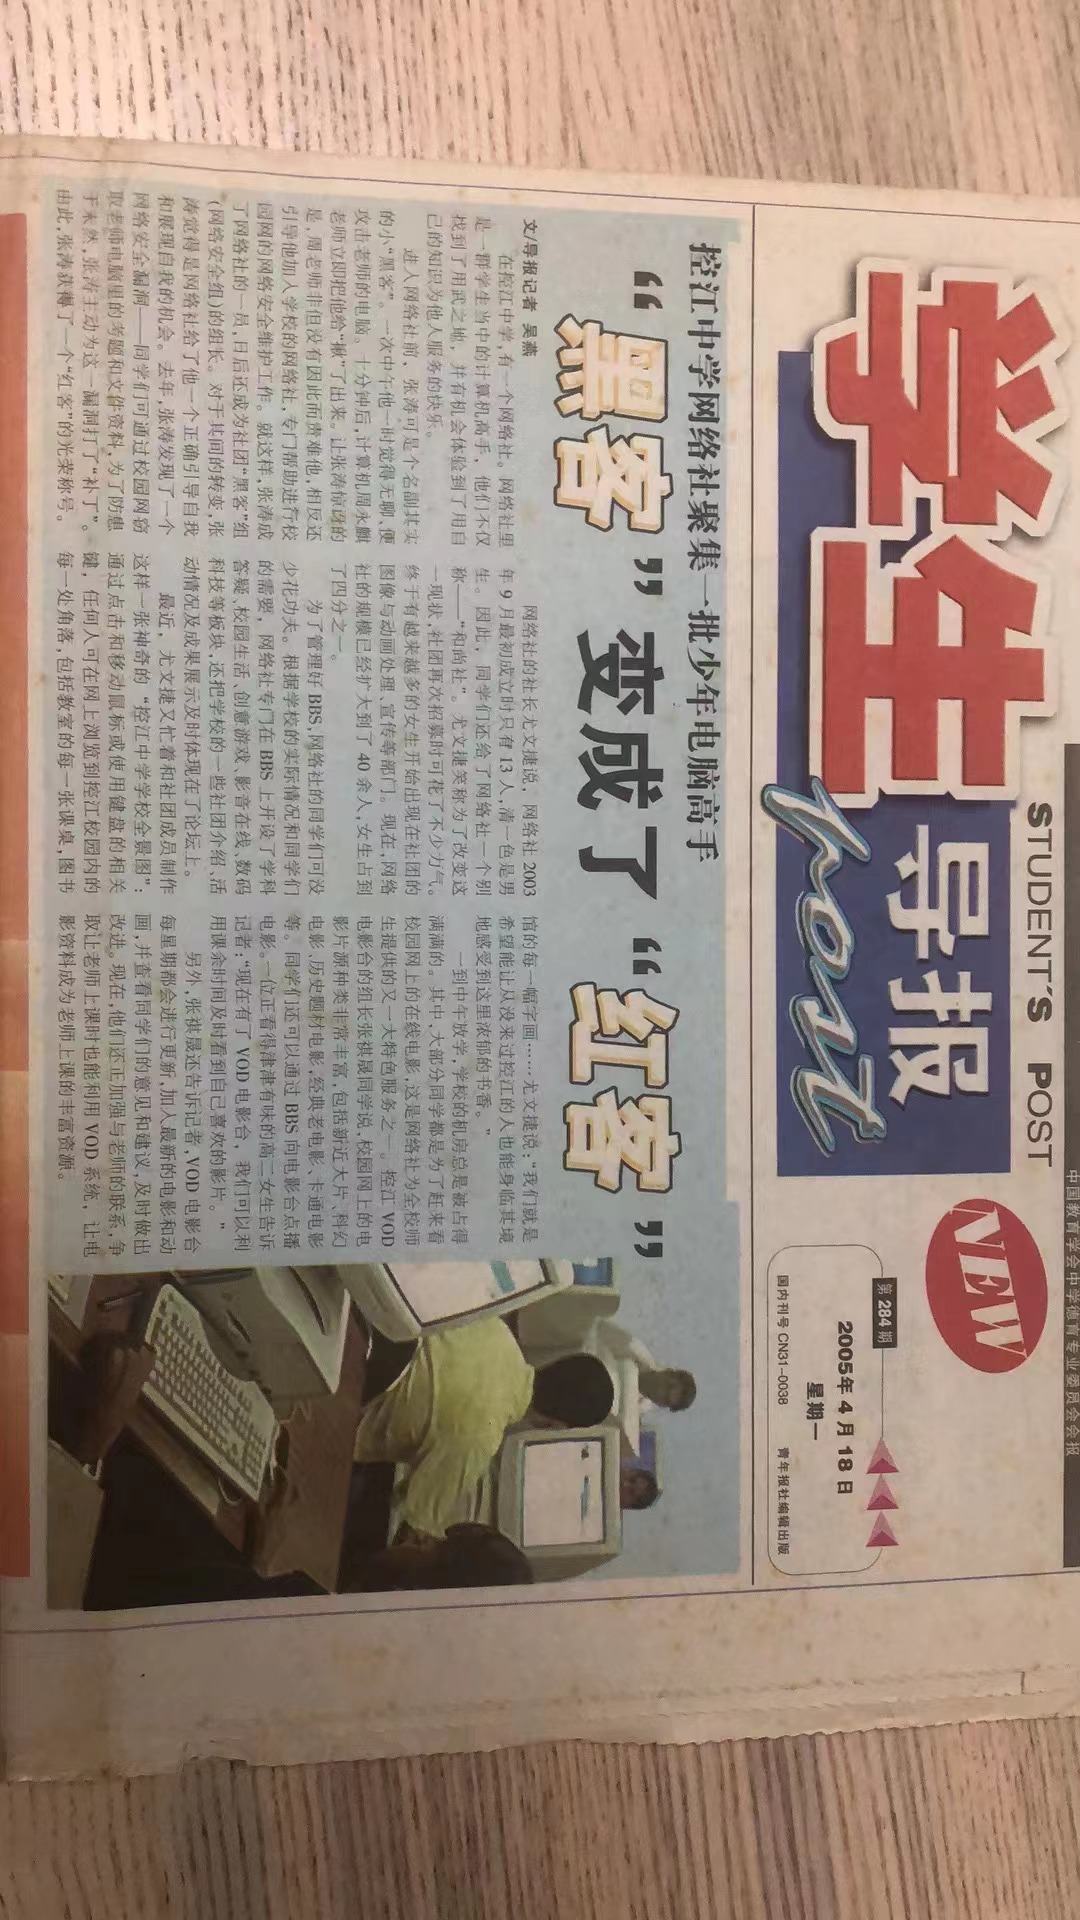 中国教育学会中学德育专业委员会会报
STUDENT'S POST
学生导报
post
NEW
第284期
2005年4月18日
星期一
国内刊号 CN31-0038 青年报社编辑出版
控江中学网络社聚集一批少年电脑高手
“黑客”变成了“红客”
文/导报记者 吴燕
在控江中学,有一个网络社。网络社里
是一群学生当中的计算机高手,他们不仅
找到了用武之地,并有机会体验到了用自
己的知识为他人服务的快乐。
进入网络社前,张涛可是个名副其实
的小“黑客”。一次中午他一时觉得无聊、便
攻击老师的电脑。十分钟后,计算机周永麒
老师立即把他给“揪”了出来。让张涛惊讶的
是,周老师非但没有因此而责难他,相反还
引导他加入学校的网络社,专门帮助进行校
园网的网络安全维护工作。就这样,张涛成
了网络社的一员,日后还成为社团“黑客”组
(网络安全组)的组长。对于其间的转变,张
涛觉得是网络社给了他一个正确引导自我
和展现自我的机会。去年,张涛发现了一个
网络安全漏洞——同学们可通过校园网窃
取老师电脑里的考题和文件资料,为了防患
于未然,张涛主动为这一漏洞打了“补丁”。
由此,张涛获得了一个“红客”的光荣称号。
网络社的社长尤文捷说，网络社2003
年9月最初成立时只有13人,清一色是男
生。因此,同学们还给了网络社一个别
称——“和尚社”。尤文捷笑称为了改变这
一现状,社团再次招募时可花了不少力气。
终于有越来越多的女生开始出现在社团的
图像与动画处理、宣传等部门。现在,网络
社的规模已经扩大到了40余人,女生占到
了四分之一。
为了管理好BBS,网络社的同学们可没
少花功夫。根据学校的实际情况和同学们
的需要，网络社专门在BBS上开设了学科
答疑、校园生活、创意游戏、影音在线、数码
科技等板块,还把学校的一些社团介绍、活
动情况及成果展示及时体现在了论坛上。
最近，尤文捷又忙着和社团成员制作
这样一张神奇的“控江中学学校全景图”:
通过点击和移动鼠标或使用键盘的相关
键，任何人可在网上浏览到控江校园内的
每一处角落,包括教室的每一张课桌,图书
馆的每一幅字画……尤文捷说:“我们就是
希望能让从没来过控江的人也能身临其境
地感受到这里浓郁的书香。”
一到中午放学,学校的机房总是被占得
满满的。其中,大部分同学都是为了赶来看
校园网上的在线电影,这是网络社为全校师
生提供的又一大特色服务之一。控江VOD
电影台的组长张祺晟同学说,校园网上的电
影片源种类非常丰富,包括新近大片、科幻
电影、历史题材电影,经典老电影、卡通电影
等。同学们还可以通过BBS向电影台点播
电影。一位正看得津津有味的高二女生告诉
记者:“现在有了VOD电影台，我们可以利
用课余时间及时看到自己喜欢的影片。”
另外,张祺晟还告诉记者,VOD电影台
每星期都会进行更新,加入最新的电影和动
画,并查看同学们的意见和建议,及时做出
改进。现在,他们还正加强与老师的联系,争
取让老师上课时也能利用VOD系统，让电
影资料成为老师上课的丰富资源。